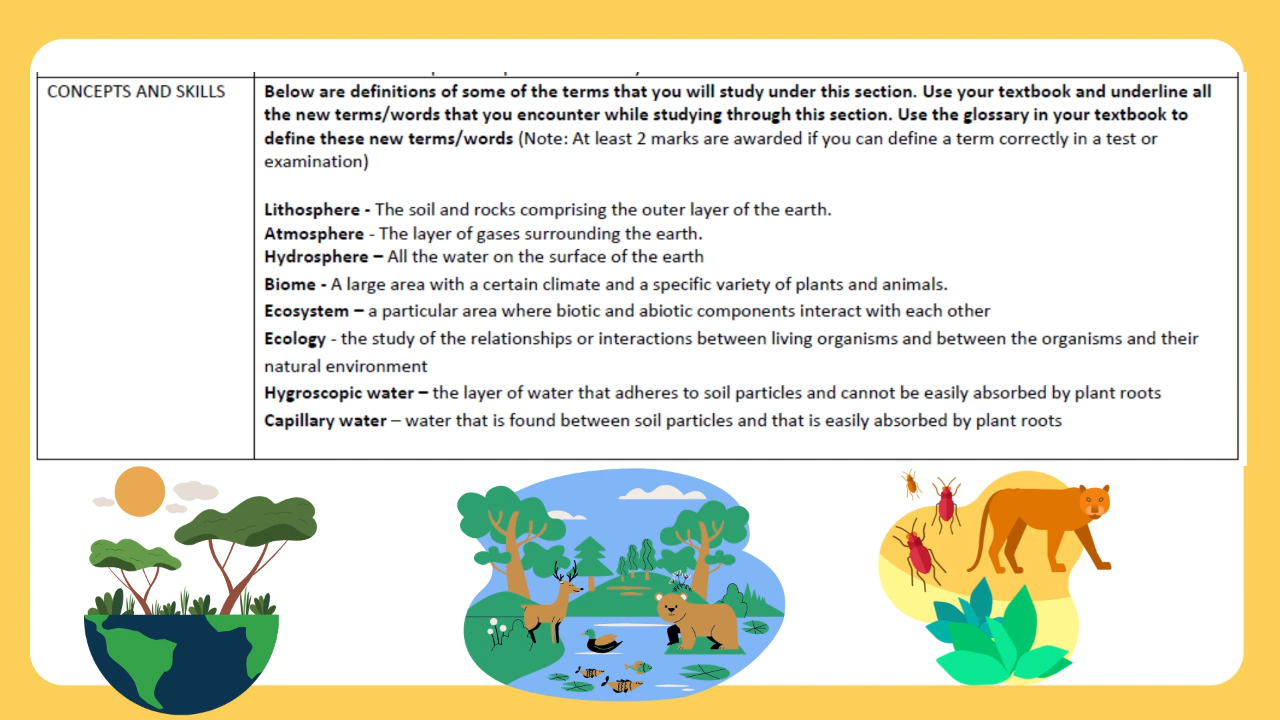 CONCEPTS AND SKILLS
Below are definitions of some of the terms that you will study under this section. Use your textbook and underline all
the new terms/words that you encounter while studying through this section. Use the glossary in your textbook to
define these new terms/words (Note: At least 2 marks are awarded if you can define a term correctly in a test or
examination)
Lithosphere - The soil and rocks comprising the outer layer of the earth.
Atmosphere - The layer of gases surrounding the earth.
Hydrosphere – All the water on the surface of the earth
Biome - A large area with a certain climate and a specific variety of plants and animals.
Ecosystem – a particular area where biotic and abiotic components interact with each other
Ecology - the study of the relationships or interactions between living organisms and between the organisms and their
natural environment
Hygroscopic water – the layer of water that adheres to soil particles and cannot be easily absorbed by plant roots
Capillary water – water that is found between soil particles and that is easily absorbed by plant roots